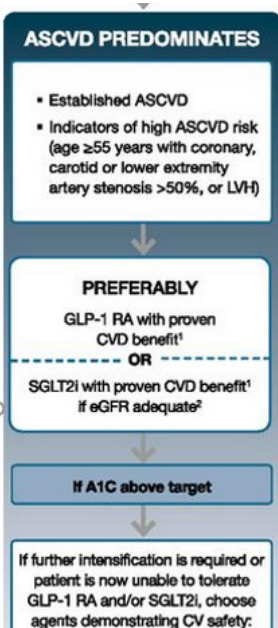 ASCVD PREDOMINATES
▪ Established ASCVD
▪ Indicators of high ASCVD risk
(age ≥55 years with coronary,
carotid or lower extremity
artery stenosis >50%, or LVH)
PREFERABLY
GLP-1 RA with proven
CVD benefit¹
OR
SGLT2i with proven CVD benefit¹
if eGFR adequate²
If A1C above target
If further intensification is required or
patient is now unable to tolerate
GLP-1 RA and/or SGLT2i, choose
agents demonstrating CV safety: